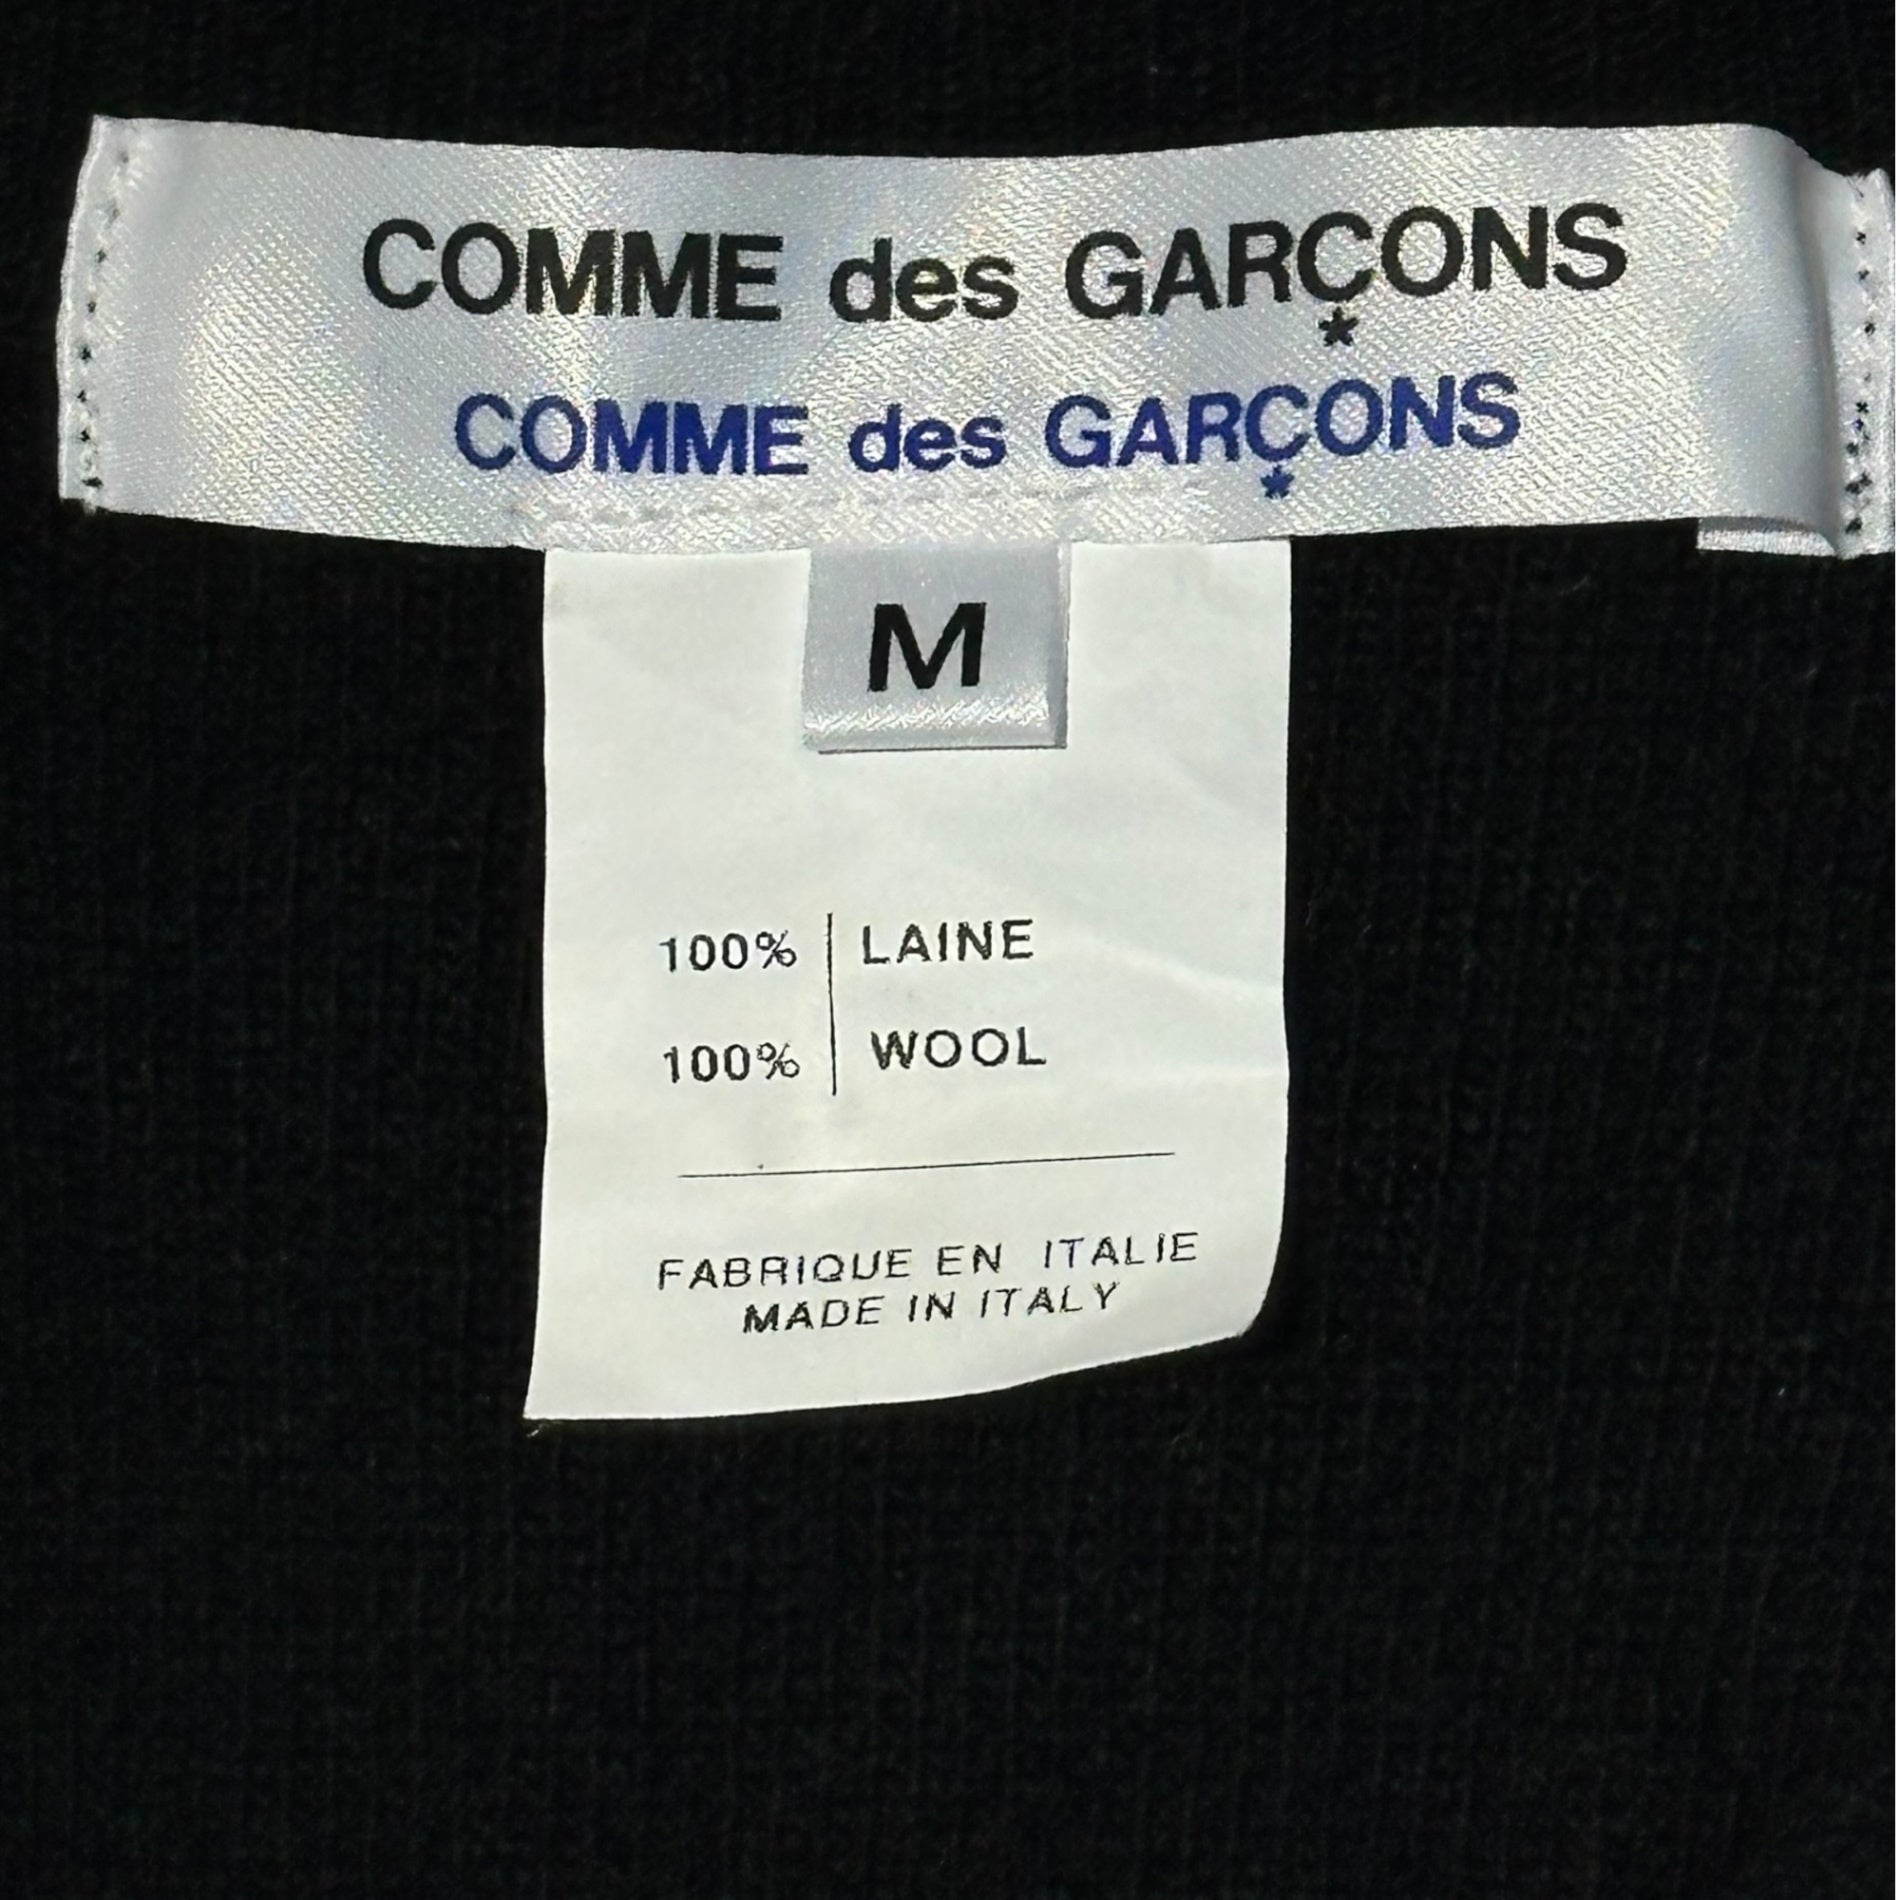 COMME des GARÇONS
*
COMME des GARÇONS
*
M
100% LAINE
100% WOOL
FABRIQUE EN ITALIE
MADE IN ITALY